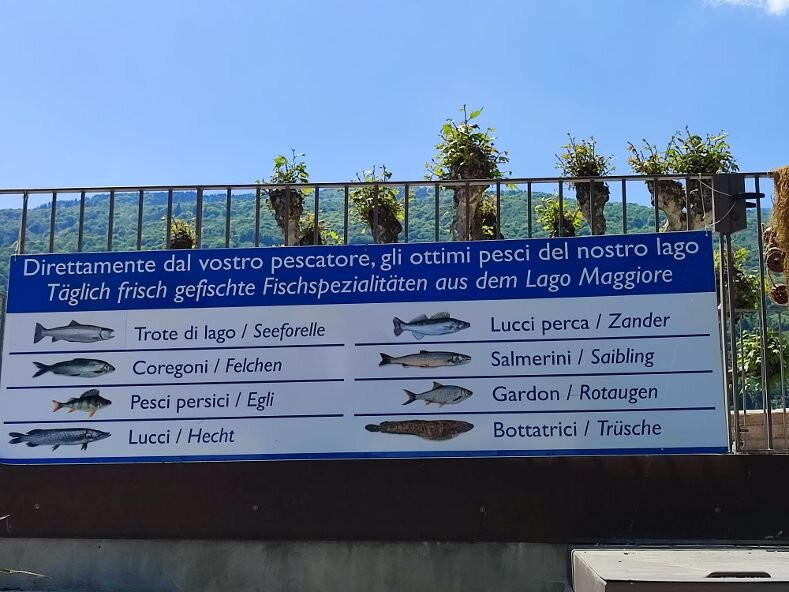 Direttamente dal vostro pescatore, gli ottimi pesci del nostro lago
Täglich frisch gefischte Fischspezialitäten aus dem Lago Maggiore
Trote di lago / Seeforelle
Coregoni / Felchen
Pesci persici / Egli
Lucci / Hecht
Lucci perca / Zander
Salmerini / Saibling
Gardon / Rotaugen
Bottatrici / Trüsche